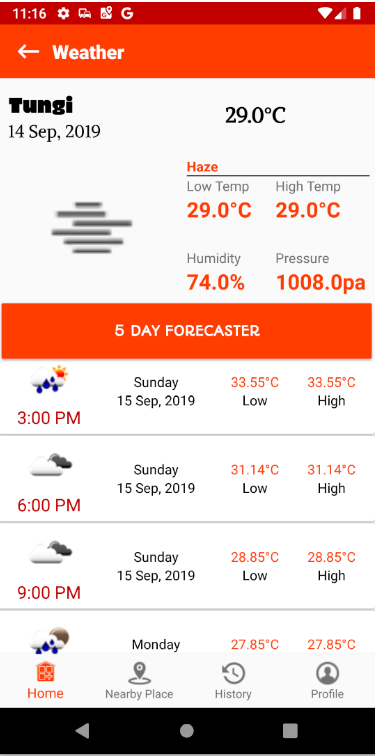 11:16
Weather
Tungi
29.0°C
14 Sep, 2019
Haze
Low Temp High Temp
29.0°C 29.0°C
Humidity Pressure
74.0% 1008.0pa
5 DAY FORECASTER
Sunday 33.55°C 33.55°C
15 Sep, 2019 Low High
3:00 PM
Sunday 31.14°C 31.14°C
15 Sep, 2019 Low High
6:00 PM
Sunday 28.85°C 28.85°C
15 Sep, 2019 Low High
9:00 PM
Monday 27.85°C 27.85°C
Home Nearby Place History Profile